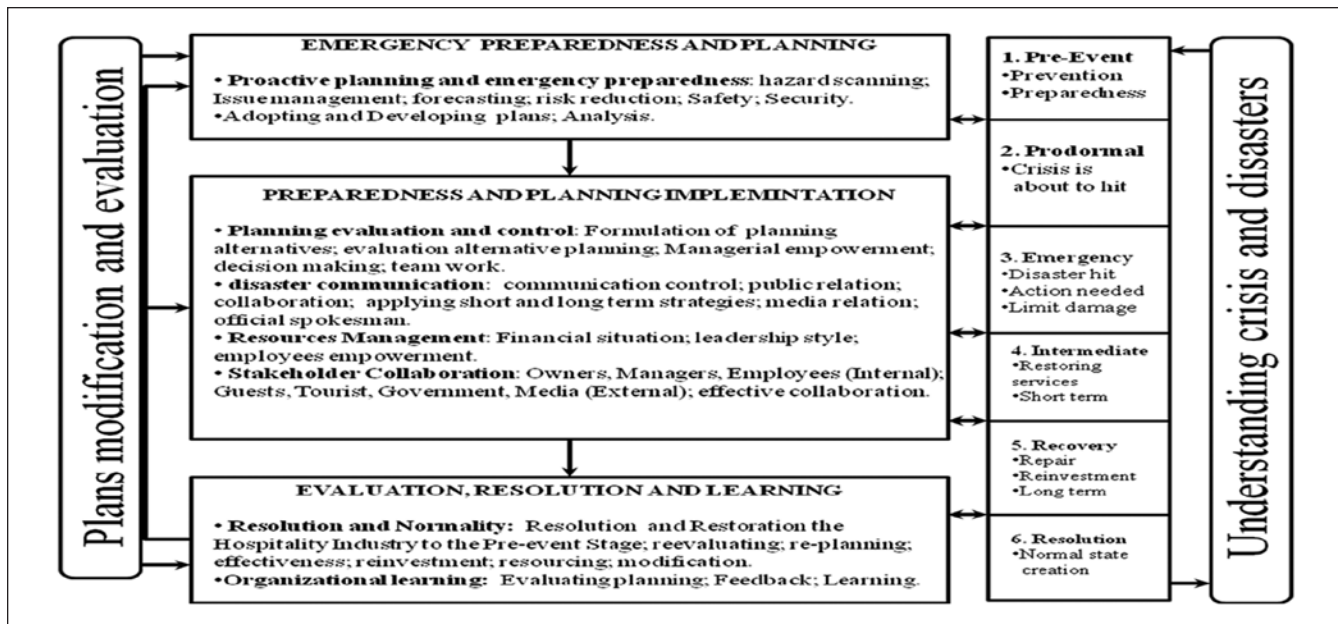 Plans modification and evaluation
EMERGENCY PREPAREDNESS AND PLANNING
• Proactive planning and emergency preparedness: hazard scanning;
Issue management; forecasting; risk reduction; Safety; Security.
•Adopting and Developing plans; Analysis.
PREPAREDNESS AND PLANNING IMPLEMINTATION
• Planning evaluation and control: Formulation of planning
alternatives; evaluation alternative planning; Managerial empowerment;
decision making; team work.
• disaster communication: communication control; public relation;
collaboration; applying short and long term strategies; media relation;
official spokesman.
• Resources Management: Financial situation; leadership style;
employees empowerment.
• Stakeholder Collaboration: Owners, Managers, Employees (Internal);
Guests, Tourist, Government, Media (External); effective collaboration.
EVALUATION, RESOLUTION AND LEARNING
• Resolution and Normality: Resolution and Restoration the
Hospitality Industry to the Pre-event Stage; reevaluating; re-planning;
effectiveness; reinvestment; resourcing; modification.
•Organizational learning: Evaluating planning; Feedback; Learning.
1. Pre-Event
•Prevention
•Preparedness
2. Prodormal
•Crisis is
about to hit
3. Emergency
•Disaster hit
•Action needed
•Limit damage
4. Intermediate
•Restoring
services
•Short term
5. Recovery
•Repair
•Reinvestment
•Long term
6. Resolution
•Normal state
creation
Understanding crisis and disasters